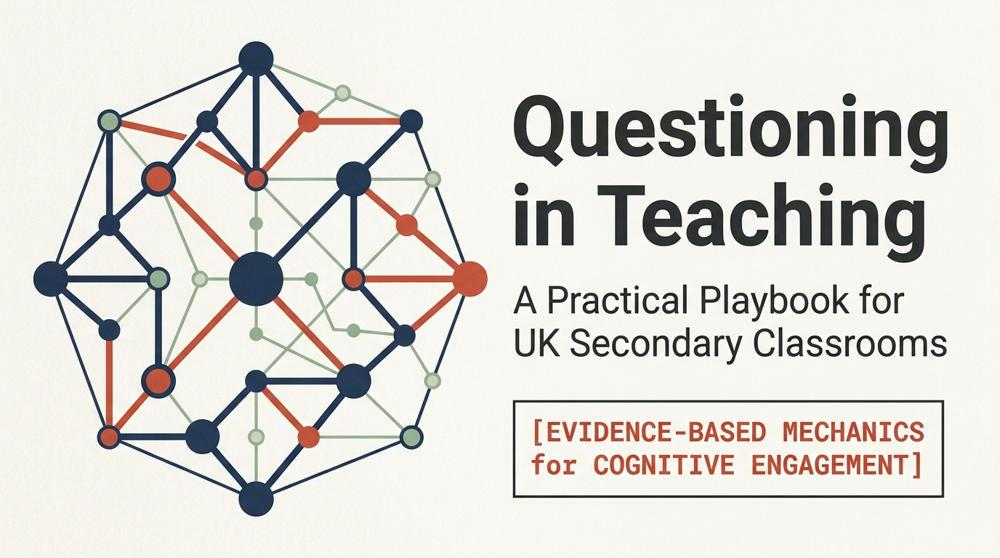 Questioning
in Teaching
A Practical Playbook for
UK Secondary Classrooms
[EVIDENCE-BASED MECHANICS
for COGNITIVE ENGAGEMENT]